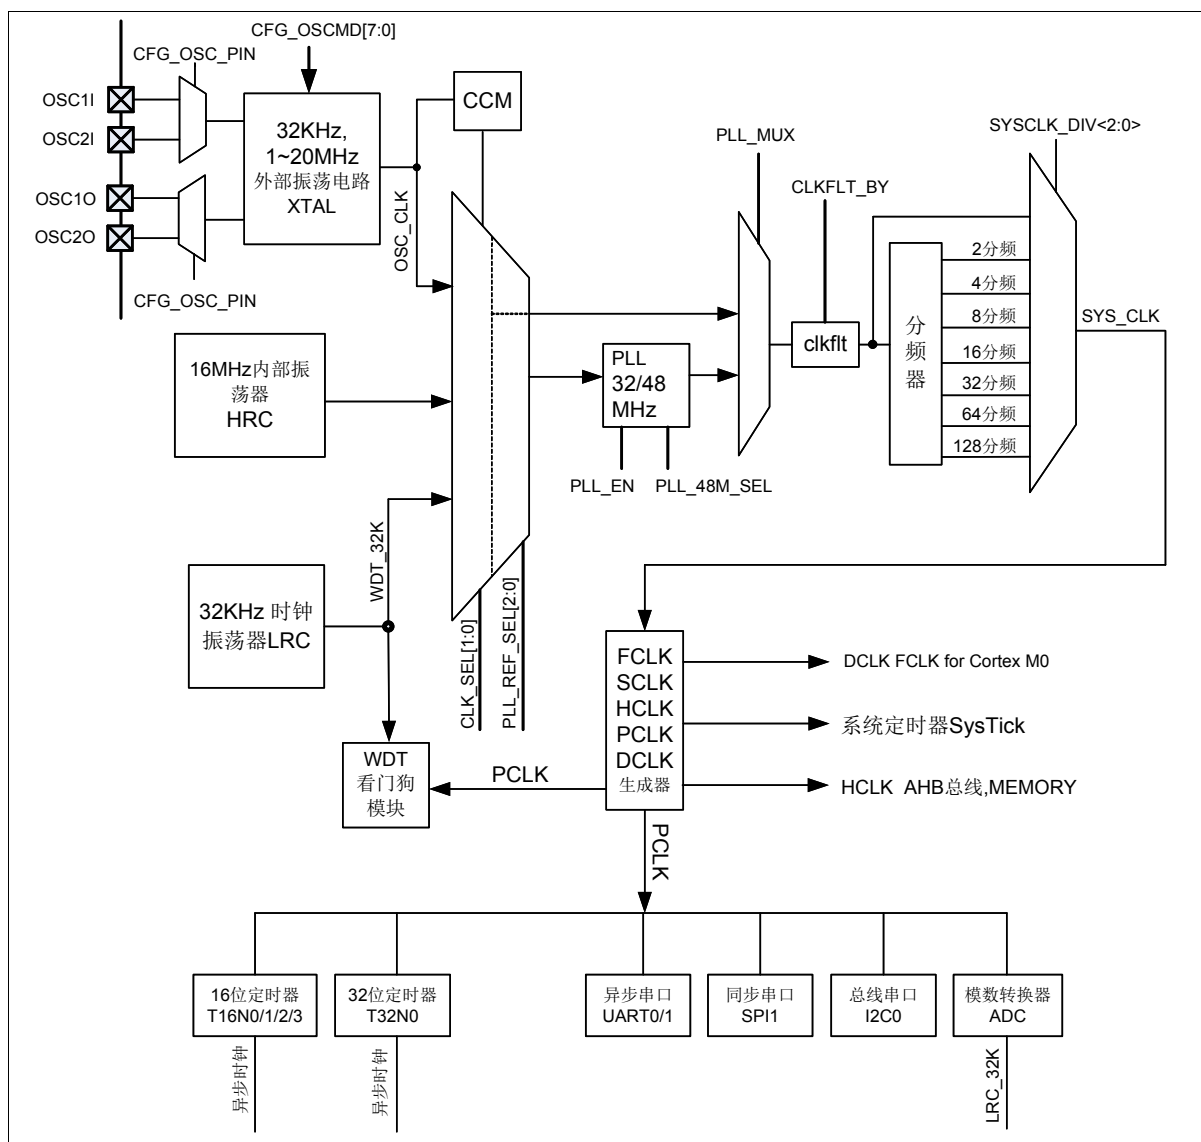 CFG_OSCMD[7:0]
CFG_OSC_PIN
OSC1I
OSC2I
OSC1O
OSC2O
CFG_OSC_PIN
32KHz,
1~20MHz
外部振荡电路
XTAL
CCM
OSC_CLK
PLL_MUX
CLKFLT_BY
SYSCLK_DIV<2:0>
16MHz内部振
荡器
HRC
PLL
32/48
MHz
PLL_EN
PLL_48M_SEL
clkflt
分
频
器
2分频
4分频
8分频
16分频
32分频
64分频
128分频
SYS_CLK
WDT_32K
32KHz 时钟
振荡器LRC
CLK_SEL[1:0]
PLL_REF_SEL[2:0]
WDT
看门狗
模块
PCLK
FCLK
SCLK
HCLK
PCLK
DCLK
生成器
DCLK FCLK for Cortex M0
系统定时器SysTick
HCLK AHB总线,MEMORY
PCLK
16位定时器
T16N0/1/2/3
32位定时器
T32N0
异步串口
UART0/1
同步串口
SPI1
总线串口
I2C0
模数转换器
ADC
异步时钟
异步时钟
LRC_32K